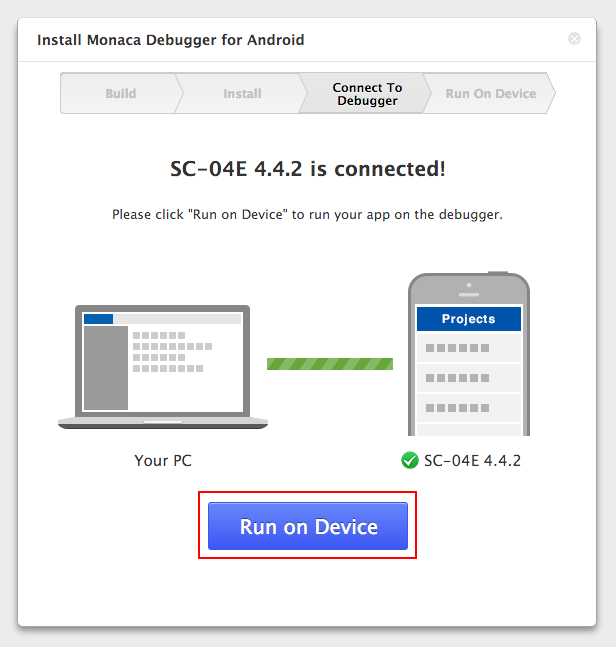 Install Monaca Debugger for Android
Build
Install
Connect To
Debugger
Run On Device
SC-04E 4.4.2 is connected!
Please click "Run on Device" to run your app on the debugger.
Projects
Your PC
SC-04E 4.4.2
Run on Device